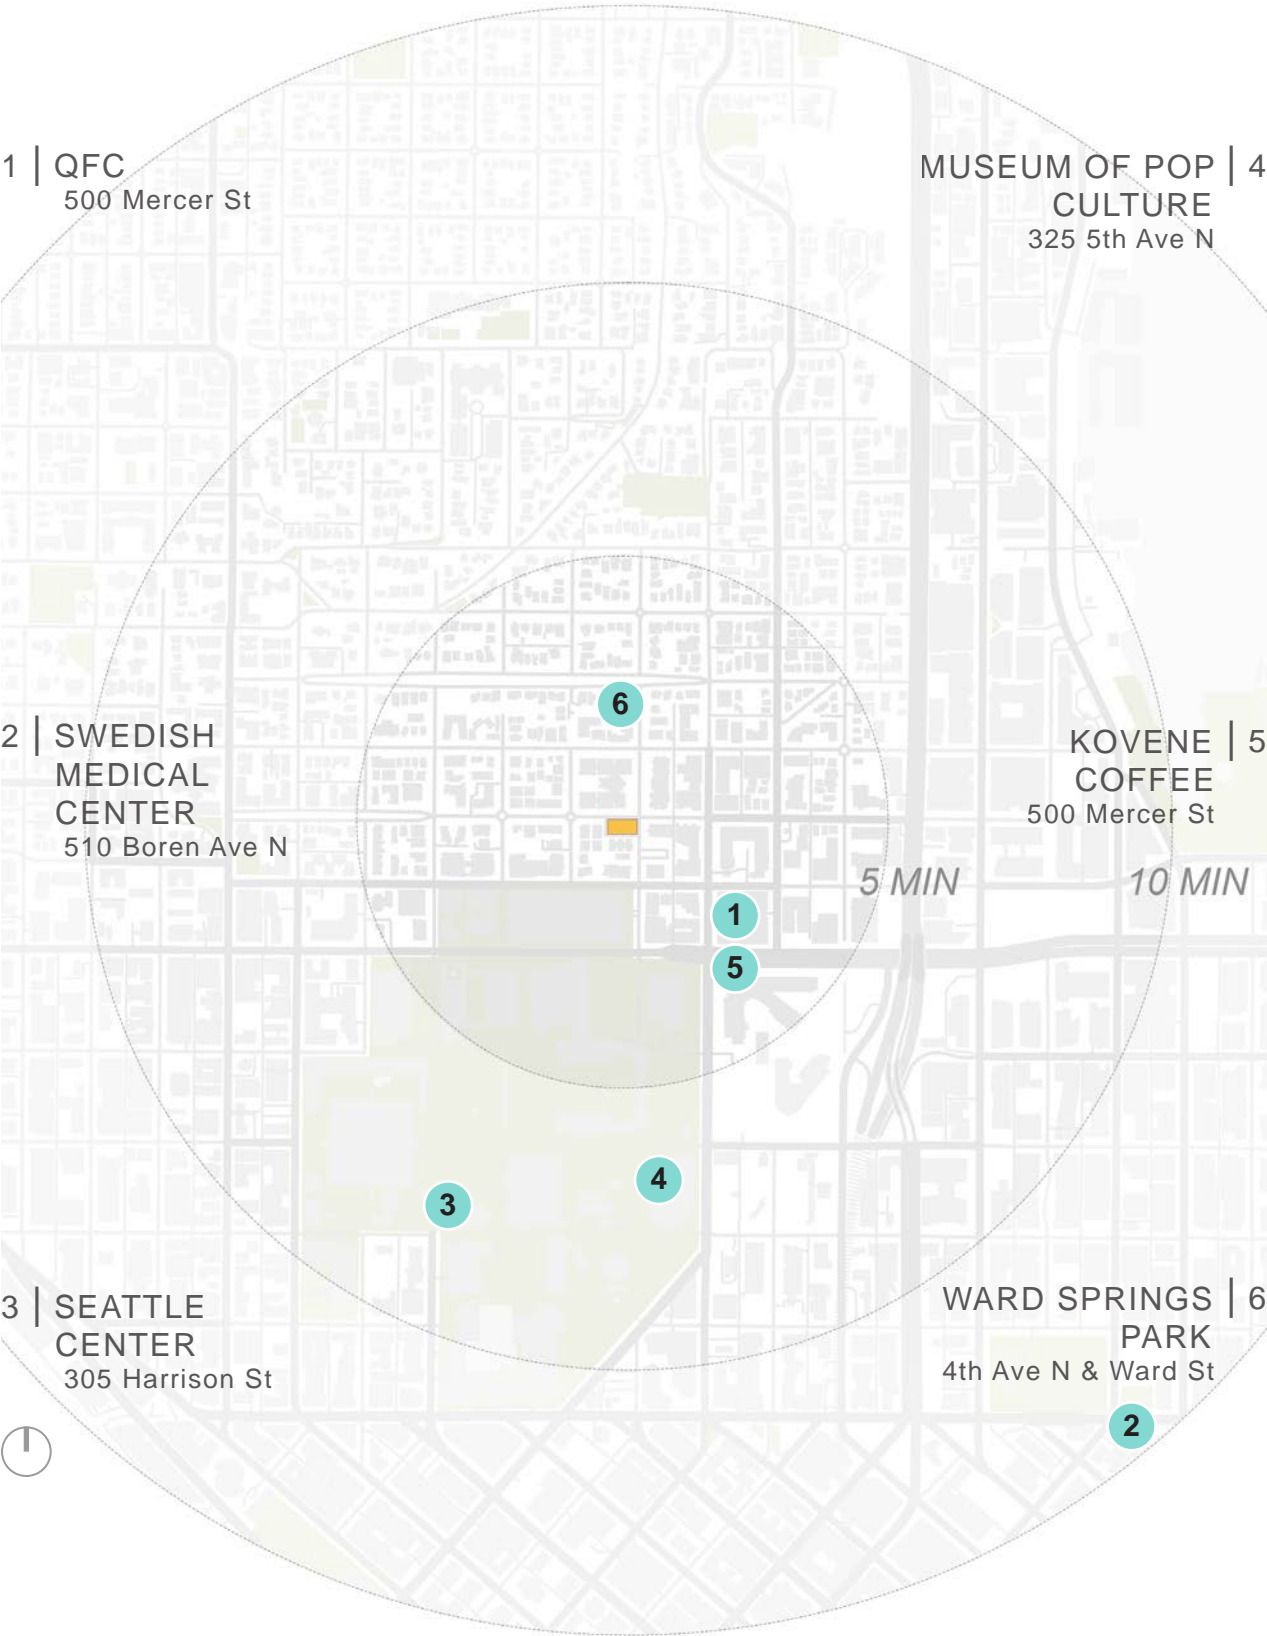 1 | QFC
500 Mercer St
MUSEUM OF POP | 4
CULTURE
325 5th Ave N
6
2 | SWEDISH
MEDICAL
CENTER
510 Boren Ave N
KOVENE | 5
COFFEE
500 Mercer St
5 MIN
10 MIN
1
5
4
3
3 | SEATTLE
CENTER
305 Harrison St
WARD SPRINGS | 6
PARK
4th Ave N & Ward St
2